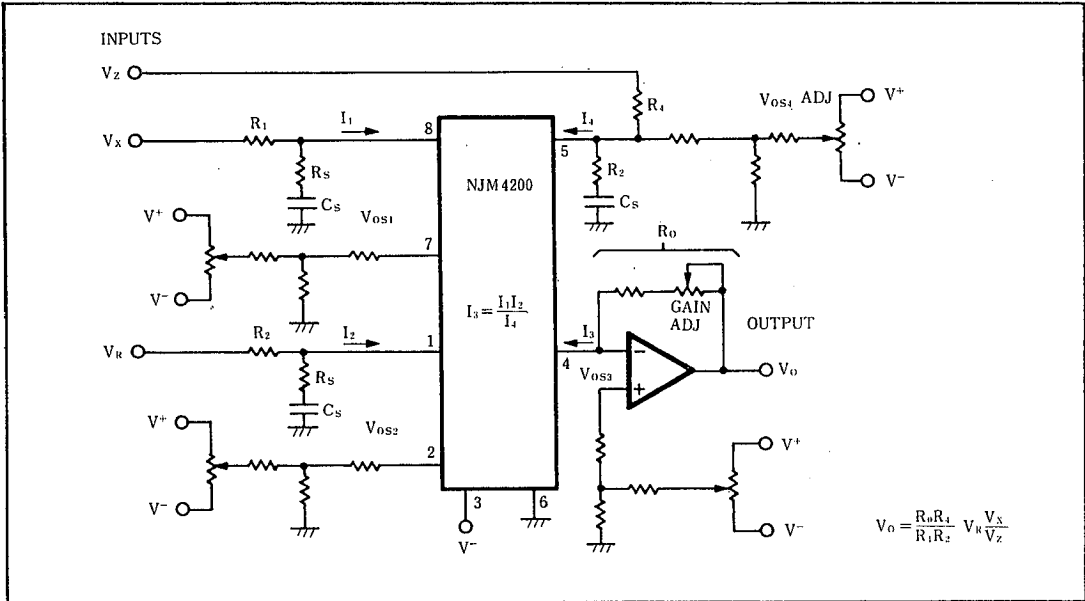 INPUTS
Vz
Vx
R1
I1
8
Rs
Cs
V+
V-
Vos1
7
VR
R2
I2
1
Rs
Cs
V+
V-
Vos2
2
NJM4200
I3 = I1I2 / I4
3
V-
6
I4
5
R4
R2
Cs
Vos4 ADJ
V+
V-
Ro
GAIN
ADJ
I3
4
Vos3
-
+
OUTPUT
Vo
V+
V-
Vo = RoR4 / R1R2 VR Vx / Vz